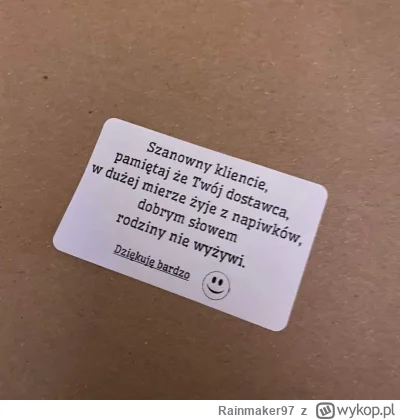 Szanowny kliencie,
pamiętaj że Twój dostawca,
w dużej mierze żyje z napiwków,
dobrym słowem
rodziny nie wyżywi.
Dziękuję bardzo
Rainmaker97 z wykop.pl